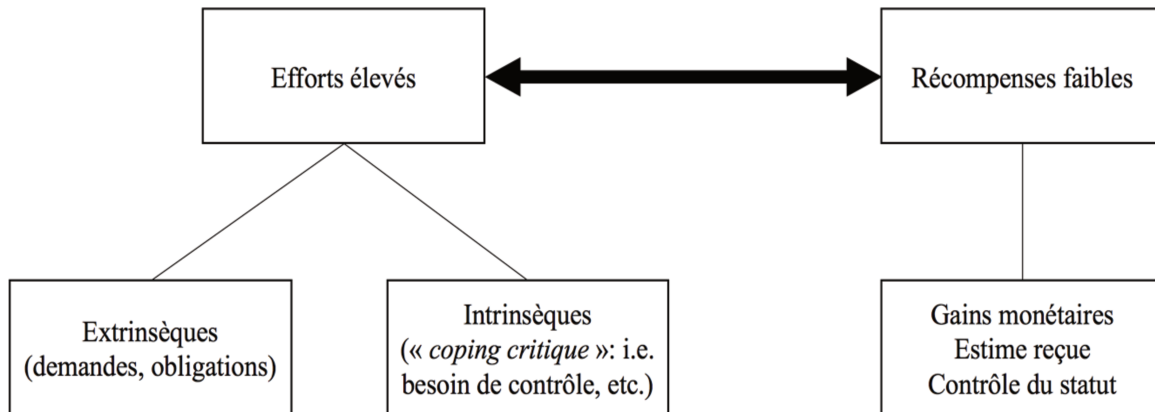 Efforts élevés
Récompenses faibles
Extrinsèques
(demandes, obligations)
Intrinsèques
(« coping critique »: i.e.
besoin de contrôle, etc.)
Gains monétaires
Estime reçue
Contrôle du statut